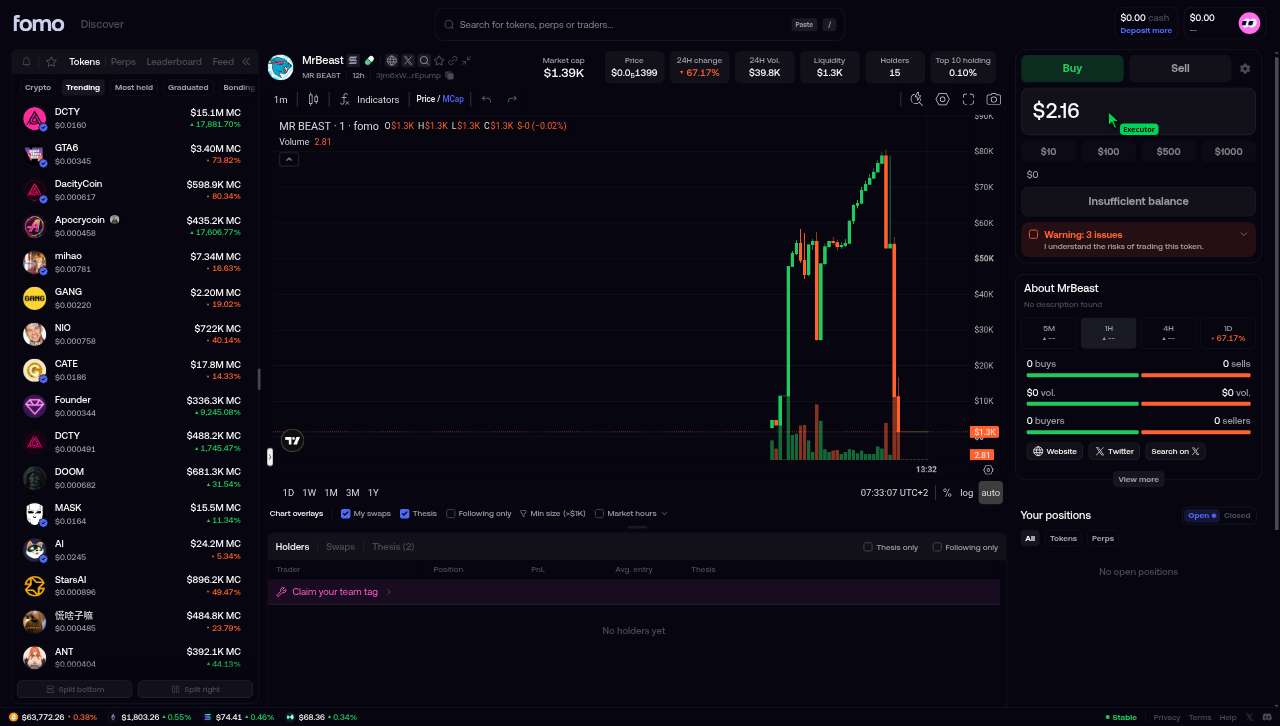 fomo Discover
Search for tokens, perps or traders... Paste /
$0.00 cash
Deposit more
$0.00
—
Tokens Perps Leaderboard Feed
Crypto Trending Most held Graduated Bonding
DCTY $15.1M MC
$0.0160 17,881.70%
GTA6 $3.40M MC
$0.00345 73.82%
DacityCoin $598.9K MC
$0.000617 80.34%
Apocrycoin $435.2K MC
$0.000458 17,606.77%
mihao $7.34M MC
$0.00781 16.63%
GANG $2.20M MC
$0.00220 19.02%
NIO $722K MC
$0.000758 40.14%
CATE $17.8M MC
$0.0186 14.33%
Founder $336.3K MC
$0.000344 9,245.08%
DCTY $488.2K MC
$0.000491 1,745.47%
DOOM $681.3K MC
$0.000682 31.54%
MASK $15.5M MC
$0.0164 11.34%
AI $24.2M MC
$0.0245 5.34%
StarsAI $896.2K MC
$0.000896 49.47%
慌啥子嘛 $484.8K MC
$0.000485 23.79%
ANT $392.1K MC
$0.000404 44.13%
Split bottom Split right
MrBeast
MR BEAST 12h 3jm6xW...rEpump
Market cap
$1.39K
Price
$0.0₅1399
24H change
67.17%
24H Vol.
$39.8K
Liquidity
$1.3K
Holders
15
Top 10 holding
0.10%
1m Indicators Price / MCap
MR BEAST · 1 · fomo O$1.3K H$1.3K L$1.3K C$1.3K $-0 (−0.02%)
Volume 2.81
$90K
$80K
$70K
$60K
$50K
$40K
$30K
$20K
$10K
$1.3K
2.81
13:32
1D 1W 1M 3M 1Y 07:33:07 UTC+2 % log auto
Chart overlays My swaps Thesis Following only Min size (>$1K) Market hours
Holders Swaps Thesis (2) Thesis only Following only
Trader Position PnL Avg. entry Thesis
Claim your team tag
No holders yet
Buy Sell
$2.16
Executor
$10 $100 $500 $1000
$0
Insufficient balance
Warning: 3 issues
I understand the risks of trading this token.
About MrBeast
No description found
5M 1H 4H 1D
-- -- -- 67.17%
0 buys 0 sells
$0 vol. $0 vol.
0 buyers 0 sellers
Website Twitter Search on X
View more
Your positions Open Closed
All Tokens Perps
No open positions
$63,772.26 0.38% $1,803.26 0.55% $74.41 0.46% $68.36 0.34% Stable Privacy Terms Help